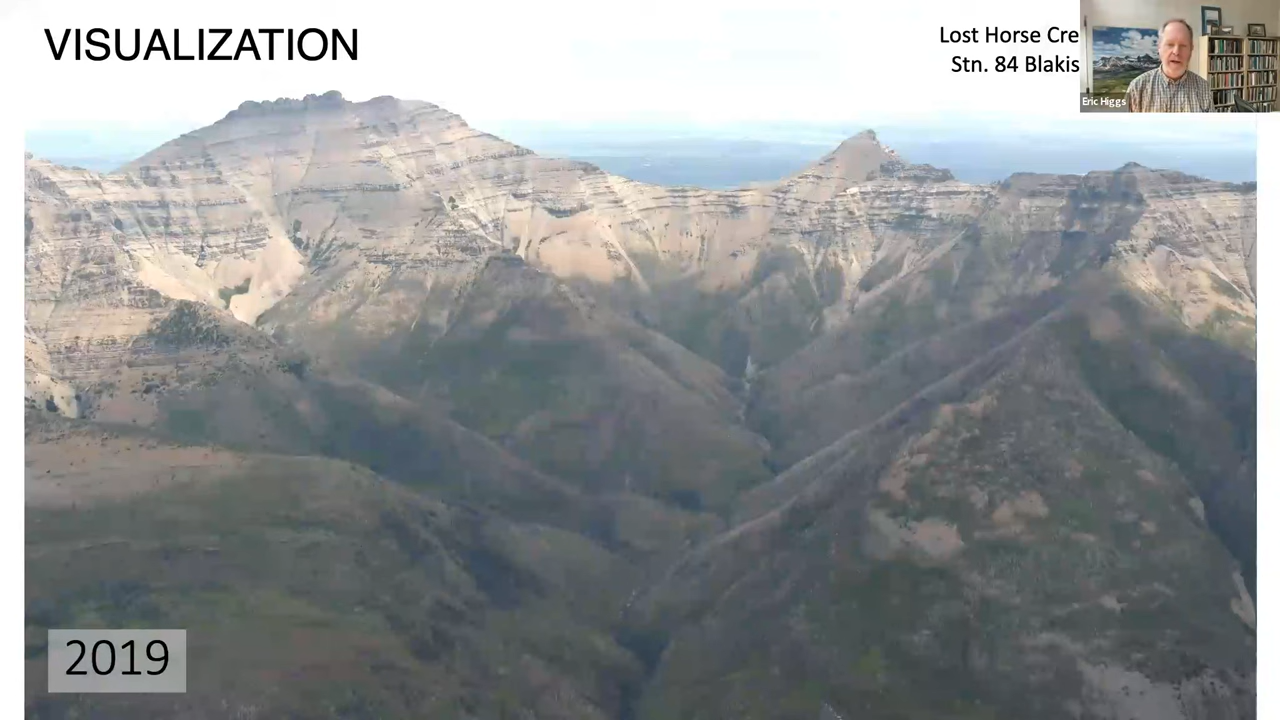 VISUALIZATION
Lost Horse Cre
Stn. 84 Blakis
Eric Higgs
2019